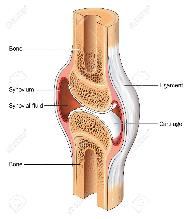 Bone
Ligament
Synovium
Synovial fluid
Cartilage
Bone